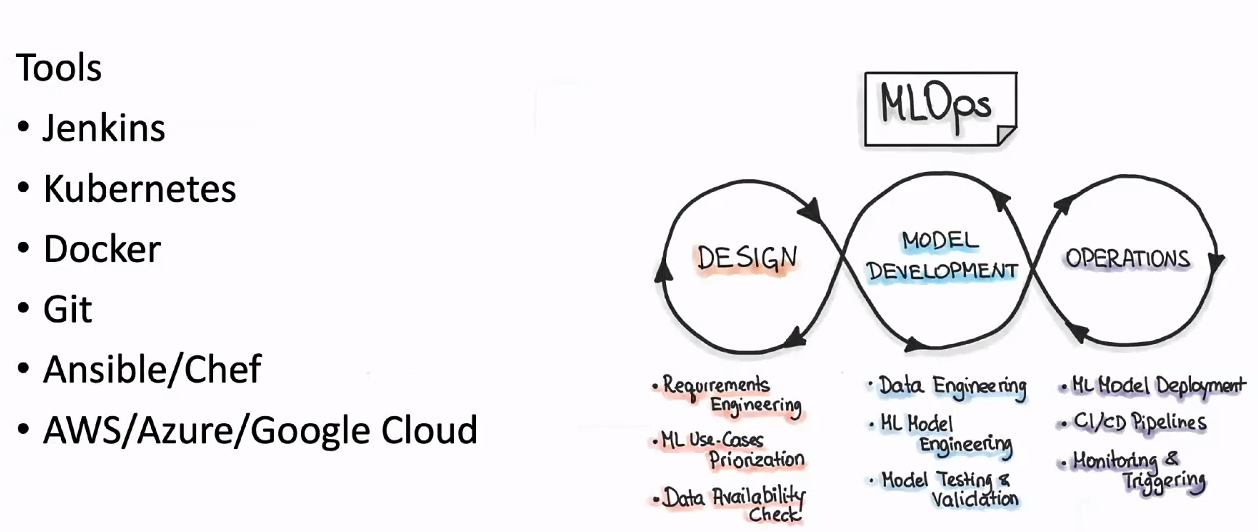 Tools
• Jenkins
• Kubernetes
• Docker
• Git
• Ansible/Chef
• AWS/Azure/Google Cloud
MLOps
DESIGN
MODEL
DEVELOPMENT
OPERATIONS
• Requirements
Engineering
• ML Use-Cases
Priorization
• Data Availability
Check
• Data Engineering
• ML Model
Engineering
• Model Testing &
Validation
• ML Model Deployment
• CI/CD Pipelines
• Monitoring &
Triggering